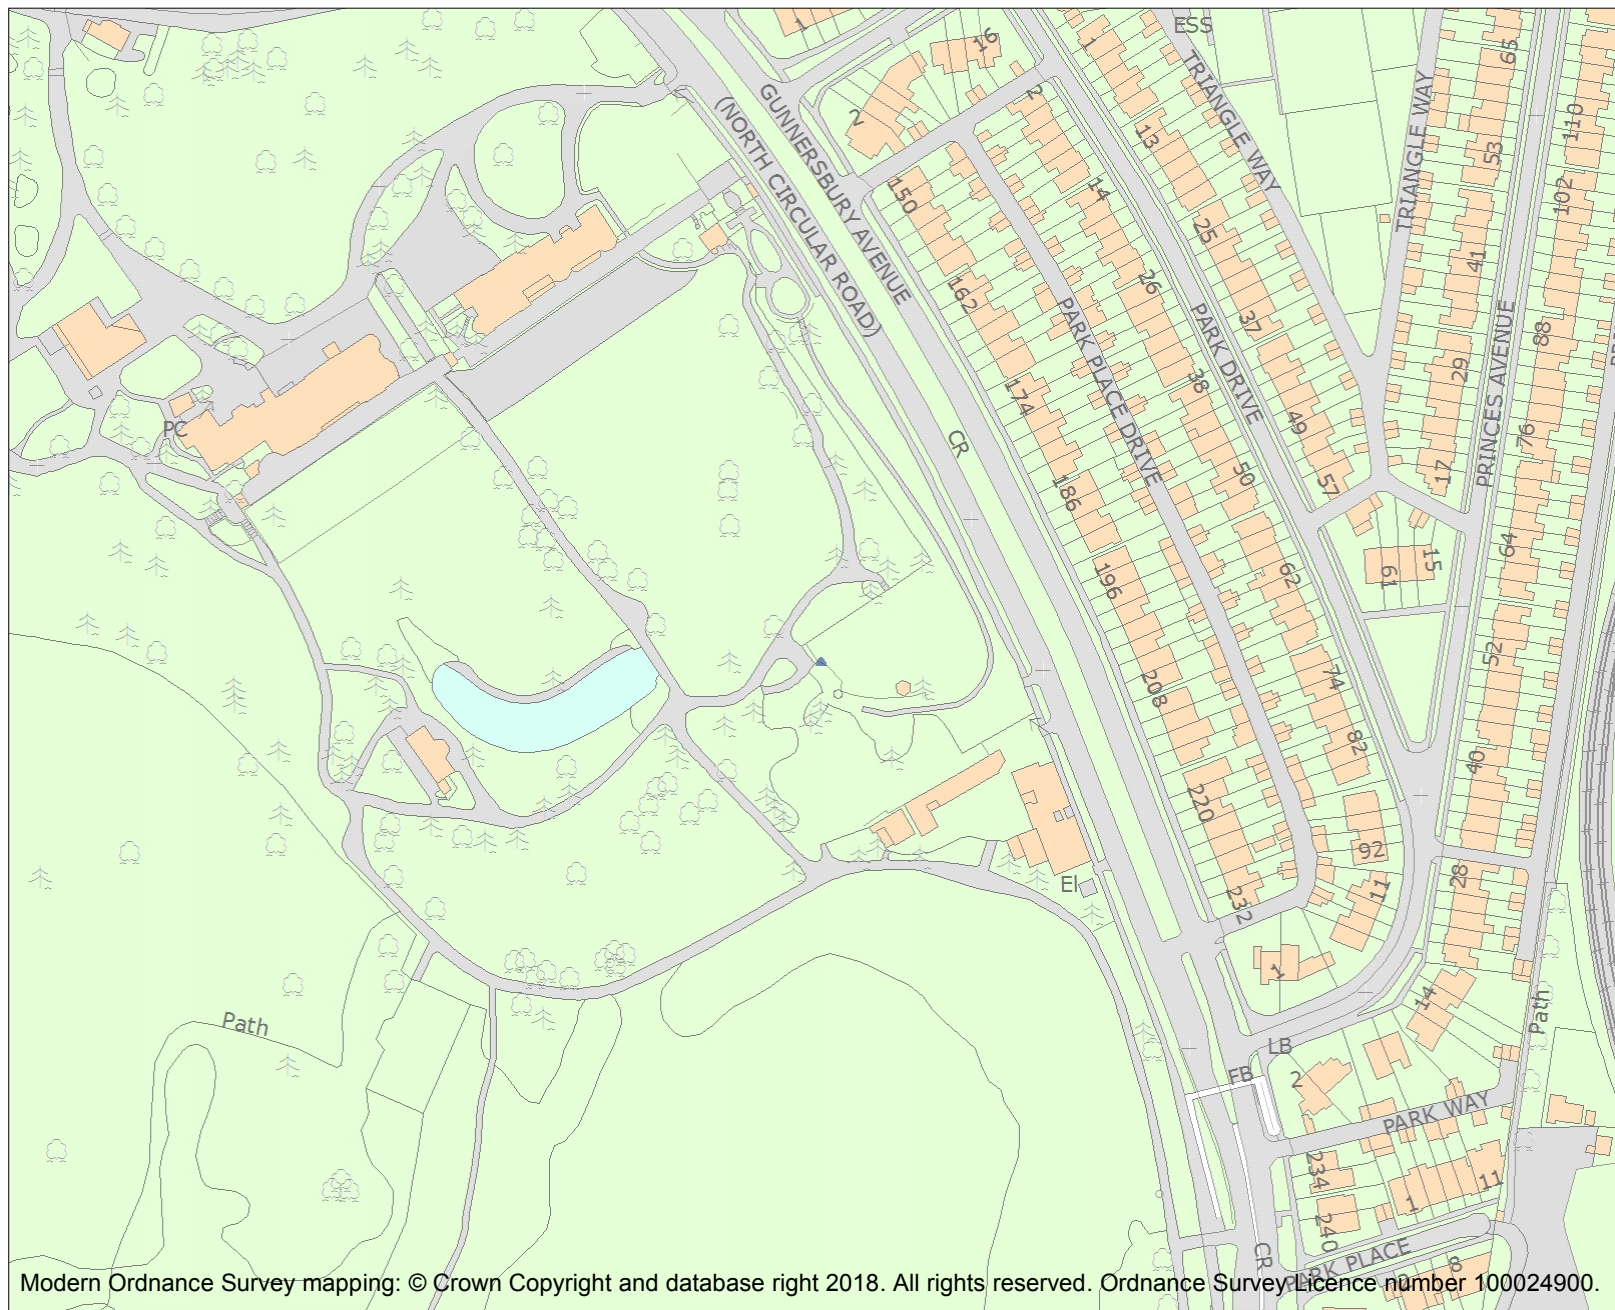 ESS
1
16
1
65
TRIANGLE WAY
TRIANGLE WAY
GUNNERSBURY AVENUE
(NORTH CIRCULAR ROAD)
2
2
110
13
53
150
14
102
25
41
162
26
37
88
PARK PLACE DRIVE
PARK DRIVE
PRINCES AVENUE
29
38
174
49
76
PC
CR
50
17
57
186
64
15
61
62
196
52
74
208
82
40
220
92
28
11
El
232
1
14
Path
Path
LB
FB
2
PARK WAY
234
1
11
240
CR
PARK PLACE
8
Modern Ordnance Survey mapping: © Crown Copyright and database right 2018. All rights reserved. Ordnance Survey Licence number 100024900.